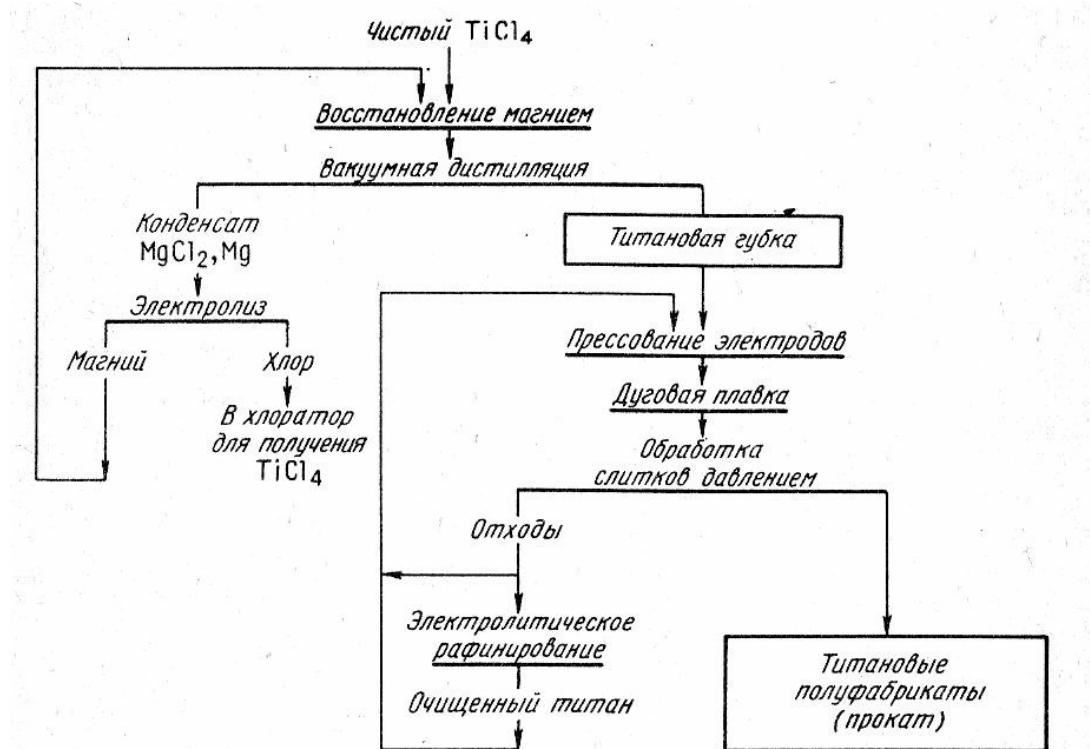 Чистый TiCl₄
Восстановление магнием
Вакуумная дистилляция
Конденсат
MgCl₂, Mg
Титановая губка
Электролиз
Прессование электродов
Магний
Хлор
Дуговая плавка
В хлоратор
для получения
TiCl₄
Обработка
слитков давлением
Отходы
Электролитическое
рафинирование
Титановые
полуфабрикаты
(прокат)
Очищенный титан